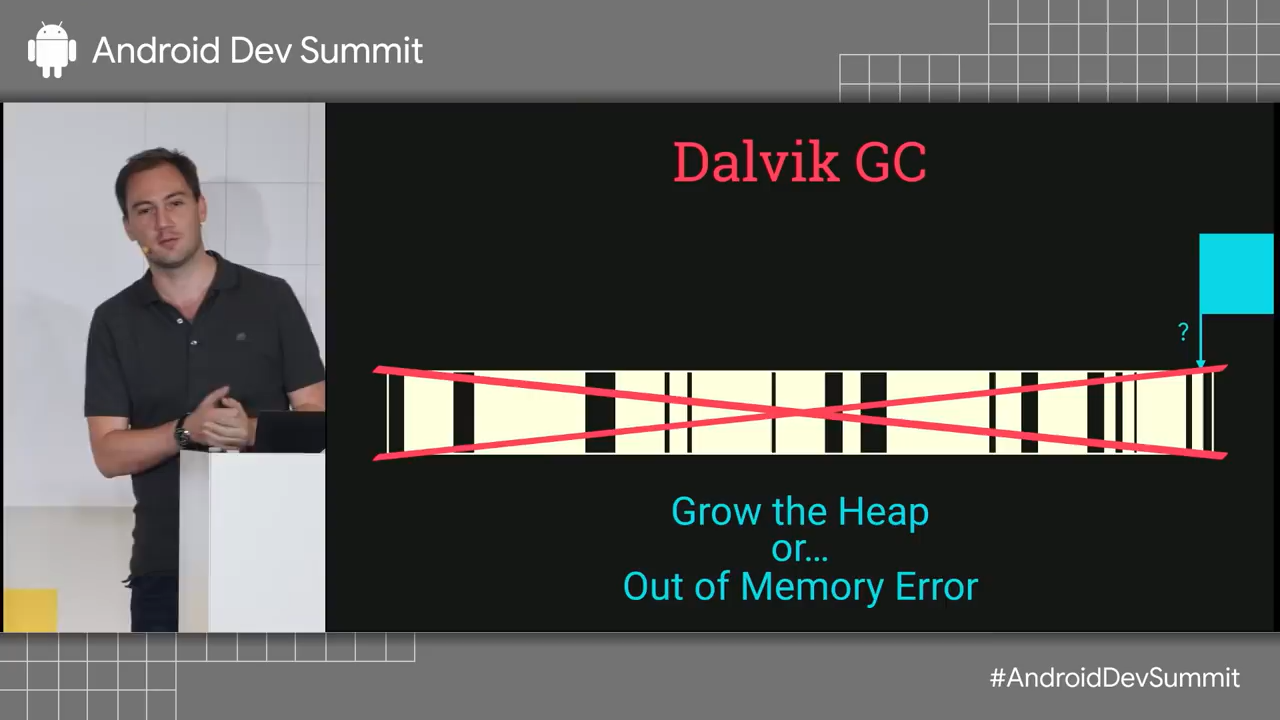 Android Dev Summit
Dalvik GC
?
Grow the Heap
or...
Out of Memory Error
#AndroidDevSummit